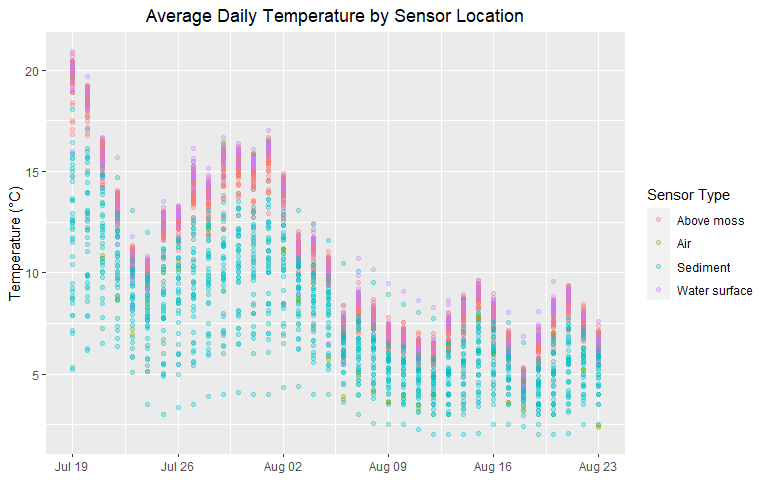 Average Daily Temperature by Sensor Location
Temperature (°C)
20
15
10
5
Jul 19
Jul 26
Aug 02
Aug 09
Aug 16
Aug 23
Sensor Type
Above moss
Air
Sediment
Water surface